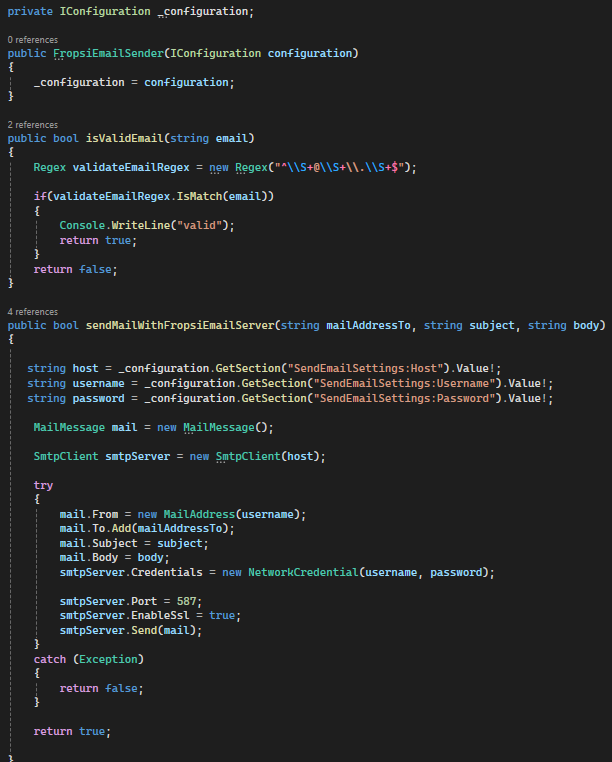 private IConfiguration _configuration;
0 references
public FropsiEmailSender(IConfiguration configuration)
{
_configuration = configuration;
}
2 references
public bool isValidEmail(string email)
{
Regex validateEmailRegex = new Regex("^\\S+@\\S+\\.\\S+$");
if(validateEmailRegex.IsMatch(email))
{
Console.WriteLine("valid");
return true;
}
return false;
}
4 references
public bool sendMailWithFropsiEmailServer(string mailAddressTo, string subject, string body)
{
string host = _configuration.GetSection("SendEmailSettings:Host").Value!;
string username = _configuration.GetSection("SendEmailSettings:Username").Value!;
string password = _configuration.GetSection("SendEmailSettings:Password").Value!;
MailMessage mail = new MailMessage();
SmtpClient smtpServer = new SmtpClient(host);
try
{
mail.From = new MailAddress(username);
mail.To.Add(mailAddressTo);
mail.Subject = subject;
mail.Body = body;
smtpServer.Credentials = new NetworkCredential(username, password);
smtpServer.Port = 587;
smtpServer.EnableSsl = true;
smtpServer.Send(mail);
}
catch (Exception)
{
return false;
}
return true;
}